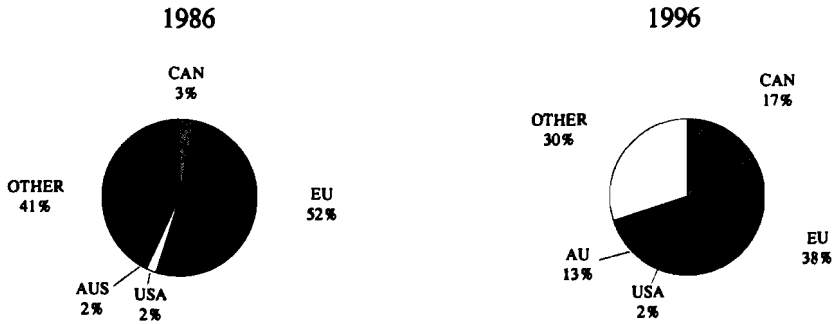 1986
CAN
3%
OTHER
41%
EU
52%
AUS
2%
USA
2%
1996
CAN
17%
OTHER
30%
EU
38%
AU
13%
USA
2%